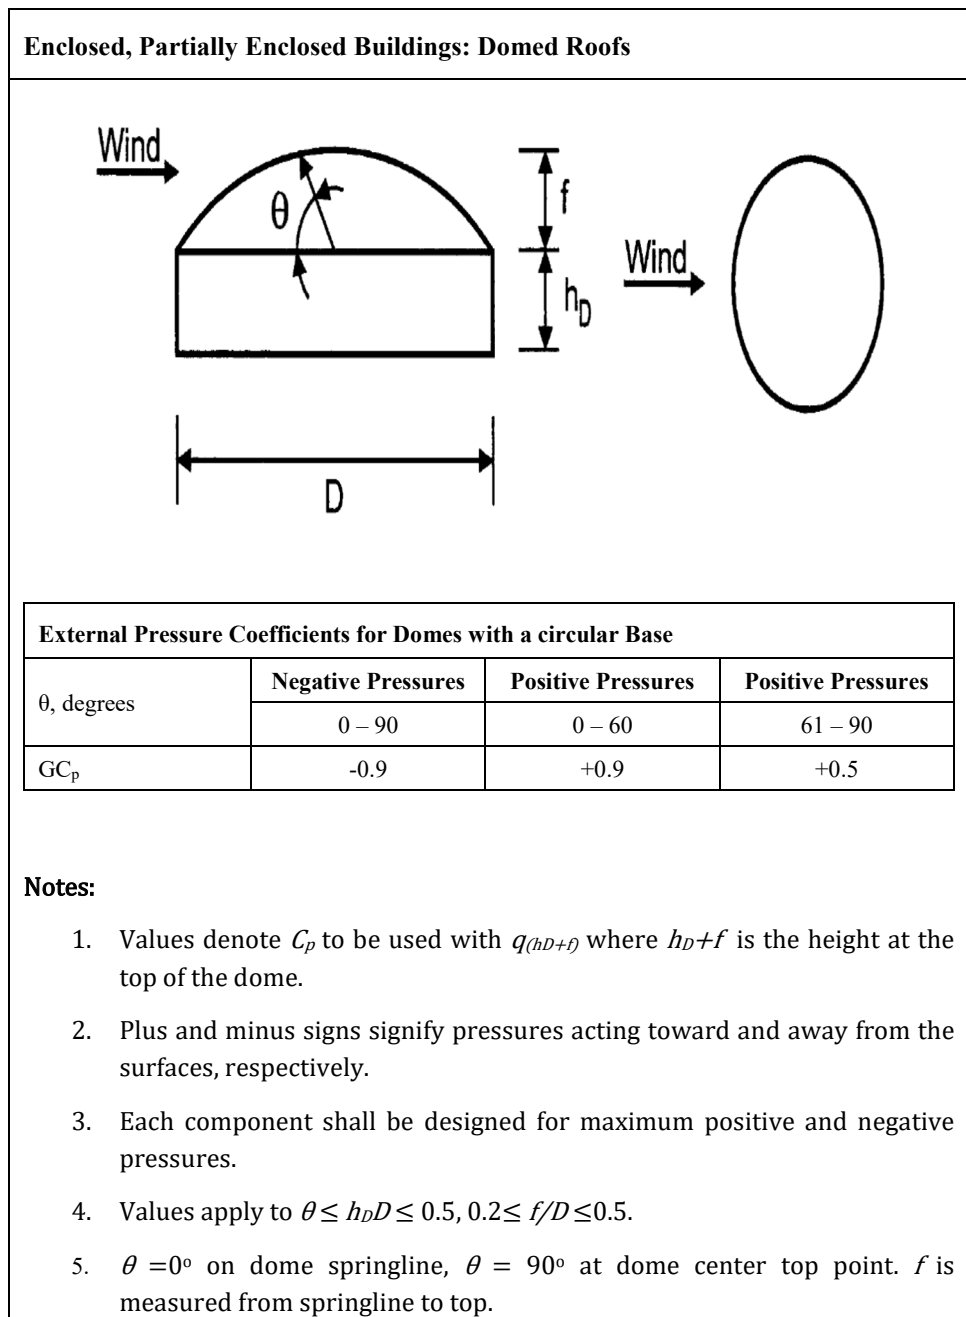 Enclosed, Partially Enclosed Buildings: Domed Roofs
Wind
θ
f
Wind
hD
D
External Pressure Coefficients for Domes with a circular Base
θ, degrees
Negative Pressures
Positive Pressures
Positive Pressures
0 – 90
0 – 60
61 – 90
GCp
-0.9
+0.9
+0.5
Notes:
1. Values denote Cp to be used with q(hD+f) where hD+f is the height at the
top of the dome.
2. Plus and minus signs signify pressures acting toward and away from the
surfaces, respectively.
3. Each component shall be designed for maximum positive and negative
pressures.
4. Values apply to θ ≤ hDD ≤ 0.5, 0.2≤ f/D ≤0.5.
5. θ =0º on dome springline, θ = 90º at dome center top point. f is
measured from springline to top.